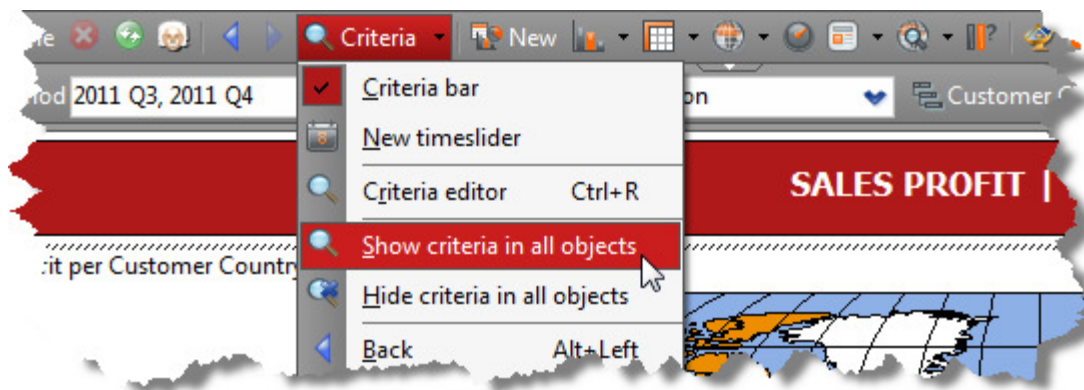 Criteria New
2011 Q3, 2011 Q4
Customer
Criteria bar
New timeslider
Criteria editor Ctrl+R
SALES PROFIT |
Show criteria in all objects
per Customer Country
Hide criteria in all objects
Back Alt+Left